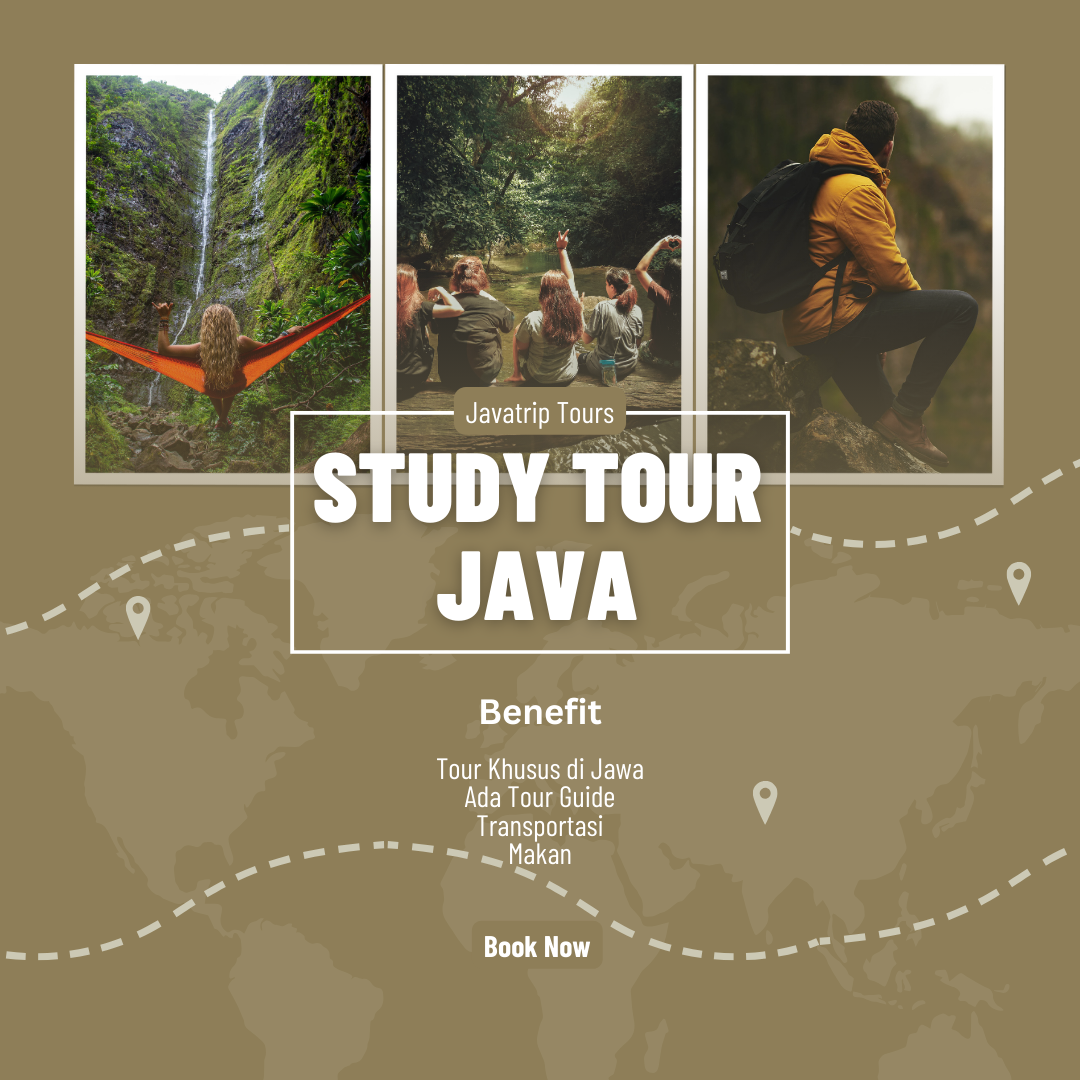 Javatrip Tours
STUDY TOUR
JAVA
Benefit
Tour Khusus di Jawa
Ada Tour Guide
Transportasi
Makan
Book Now